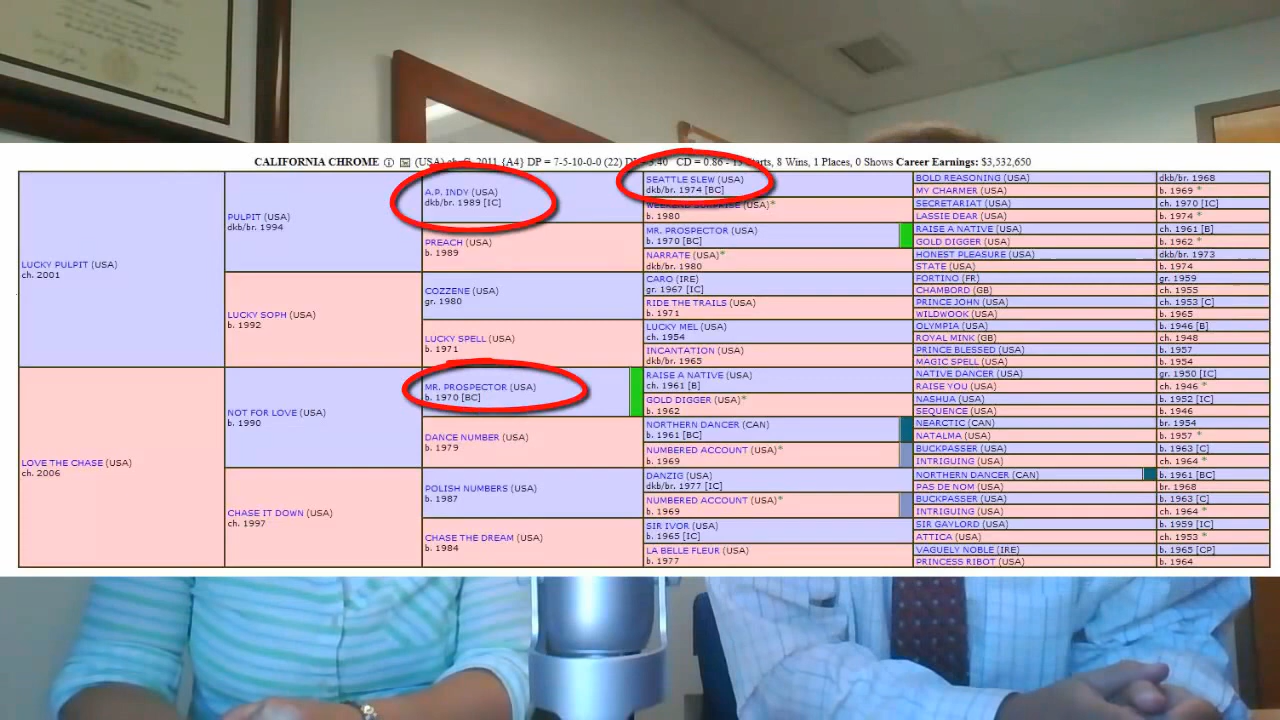 CALIFORNIA CHROME (USA) ch. 2011 {A4} DP = 7-5-10-0-0 (22) CD = 0.86 - Starts, 8 Wins, 1 Places, 0 Shows Career Earnings: $3,532,650
LUCKY PULPIT (USA)
ch. 2001
LOVE THE CHASE (USA)
ch. 2006
PULPIT (USA)
dkb/br. 1994
LUCKY SOPH (USA)
b. 1992
NOT FOR LOVE (USA)
b. 1990
CHASE IT DOWN (USA)
ch. 1997
A.P. INDY (USA)
dkb/br. 1989 [IC]
PREACH (USA)
b. 1989
COZZENE (USA)
gr. 1980
LUCKY SPELL (USA)
b. 1971
MR. PROSPECTOR (USA)
b. 1970 [BC]
DANCE NUMBER (USA)
b. 1979
POLISH NUMBERS (USA)
b. 1987
CHASE THE DREAM (USA)
b. 1984
SEATTLE SLEW (USA)
dkb/br. 1974 [BC]
WEEKEND SURPRISE (USA)*
b. 1980
MR. PROSPECTOR (USA)
b. 1970 [BC]
NARRATE (USA)*
dkb/br. 1980
CARO (IRE)
gr. 1967 [IC]
RIDE THE TRAILS (USA)
b. 1971
LUCKY MEL (USA)
ch. 1954
INCANTATION (USA)
dkb/br. 1965
RAISE A NATIVE (USA)
ch. 1961 [B]
GOLD DIGGER (USA)*
b. 1962
NORTHERN DANCER (CAN)
b. 1961 [BC]
NUMBERED ACCOUNT (USA)*
b. 1969
DANZIG (USA)
dkb/br. 1977 [IC]
NUMBERED ACCOUNT (USA)*
b. 1969
SIR IVOR (USA)
b. 1965 [IC]
LA BELLE FLEUR (USA)
b. 1977
BOLD REASONING (USA) dkb/br. 1968
MY CHARMER (USA) b. 1969 *
SECRETARIAT (USA) ch. 1970 [IC]
LASSIE DEAR (USA) b. 1974 *
RAISE A NATIVE (USA) ch. 1961 [B]
GOLD DIGGER (USA) b. 1962 *
HONEST PLEASURE (USA) dkb/br. 1973
STATE (USA) b. 1974
FORTINO (FR) gr. 1959
CHAMBORD (GB) ch. 1955
PRINCE JOHN (USA) ch. 1953 [C]
WILDWOOK (USA) b. 1965
OLYMPIA (USA) b. 1946 [B]
ROYAL MINK (GB) ch. 1948
PRINCE BLESSED (USA) b. 1957
MAGIC SPELL (USA) b. 1954
NATIVE DANCER (USA) gr. 1950 [IC]
RAISE YOU (USA) ch. 1946 *
NASHUA (USA) b. 1952 [IC]
SEQUENCE (USA) b. 1946
NEARCTIC (CAN) br. 1954
NATALMA (USA) b. 1957 *
BUCKPASSER (USA) b. 1963 [C]
INTRIGUING (USA) ch. 1964 *
NORTHERN DANCER (CAN) b. 1961 [BC]
PAS DE NOM (USA) br. 1968
BUCKPASSER (USA) b. 1963 [C]
INTRIGUING (USA) ch. 1964 *
SIR GAYLORD (USA) b. 1959 [IC]
ATTICA (USA) ch. 1953 *
VAGUELY NOBLE (IRE) b. 1965 [CP]
PRINCESS RIBOT (USA) b. 1964